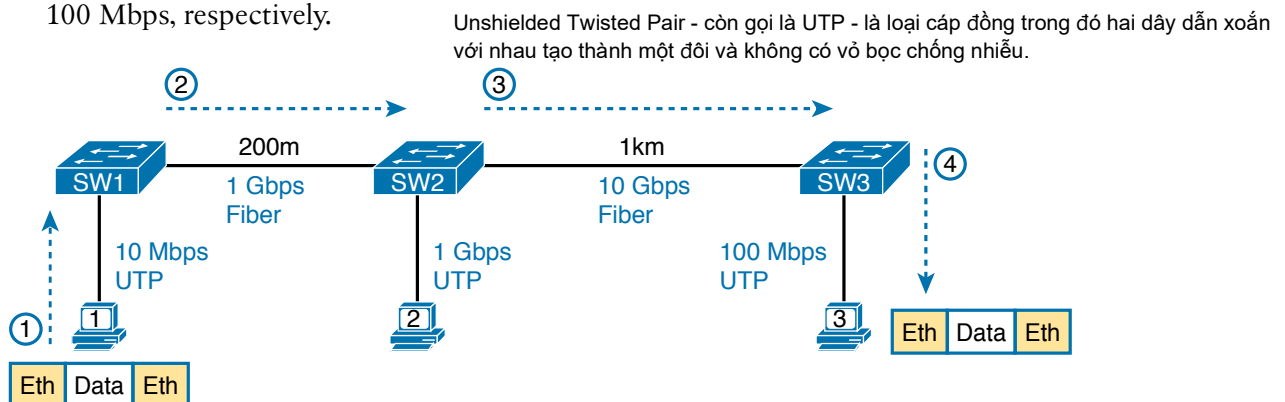 100 Mbps, respectively.
Unshielded Twisted Pair - còn gọi là UTP - là loại cáp đồng trong đó hai dây dẫn xoắn
với nhau tạo thành một đôi và không có vỏ bọc chống nhiễu.
2
3
200m
1km
SW1
SW2
SW3
4
1 Gbps
Fiber
10 Gbps
Fiber
10 Mbps
UTP
1 Gbps
UTP
100 Mbps
UTP
1
1
2
3
Eth Data Eth
Eth Data Eth